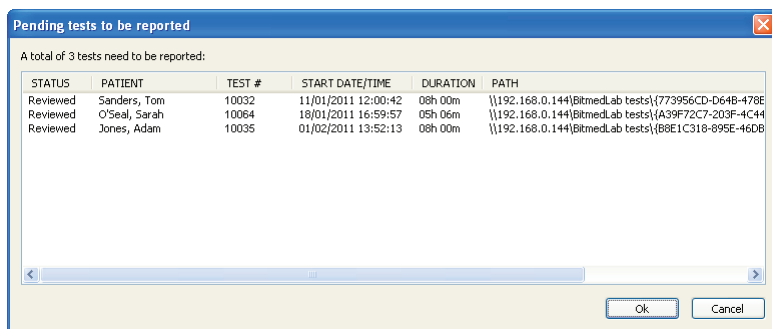 Pending tests to be reported
A total of 3 tests need to be reported:
STATUS PATIENT TEST # START DATE/TIME DURATION PATH
Reviewed Sanders, Tom 10032 11/01/2011 12:00:42 08h 00m \\192.168.0.144\BitmedLab tests\{773956CD-D64B-478E
Reviewed O'Seal, Sarah 10064 18/01/2011 16:59:57 05h 06m \\192.168.0.144\BitmedLab tests\{A39F72C7-203F-4C44
Reviewed Jones, Adam 10035 01/02/2011 13:52:13 08h 00m \\192.168.0.144\BitmedLab tests\{B8E1C318-895E-46DB
Ok Cancel